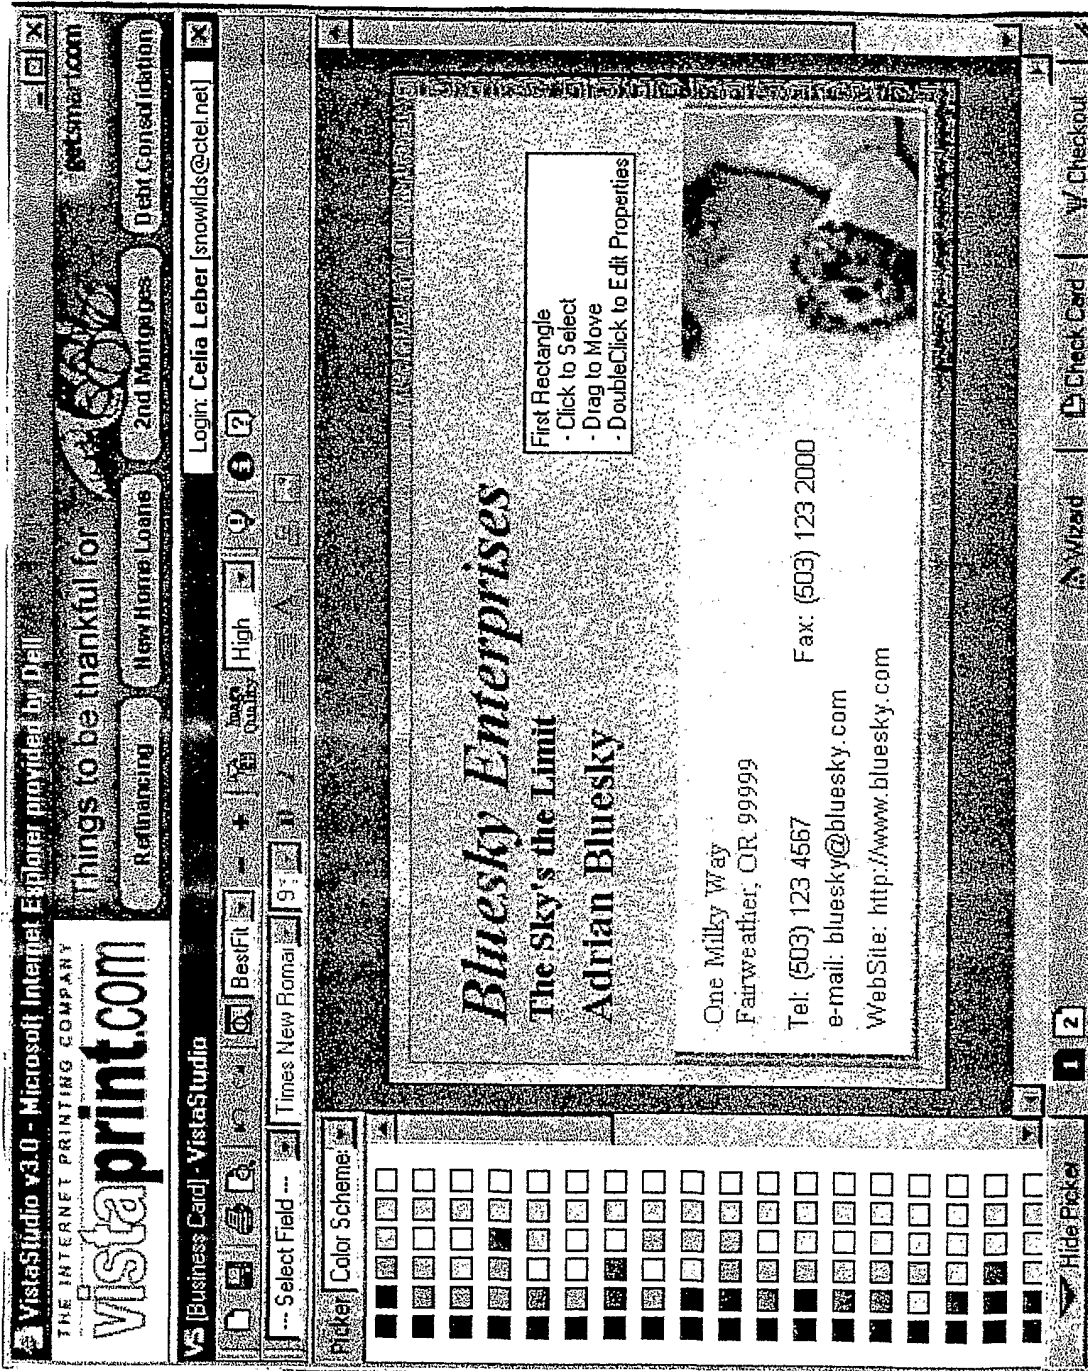 VistaStudio v3.0 - Microsoft Internet Explorer provided by Dell
THE INTERNET PRINTING COMPANY
vistaprint.com
Things to be thankful for
getsmart.com
Refinancing
New Home Loans
2nd Mortgages
Debt Consolidation
VS [Business Card] - VistaStudio
Login: Celia Leber [snowflds@ctel.net]
BestFit
Image Quality
High
--- Select Field ---
Times New Roman
9
Picker
Color Scheme
Bluesky Enterprises
The Sky's the Limit
Adrian Bluesky
First Rectangle
- Click to Select
- Drag to Move
- DoubleClick to Edit Properties
One Milky Way
Fairweather, OR 99999
Tel: (503) 123 4567
Fax: (503) 123 2000
e-mail: bluesky@bluesky.com
WebSite: http://www.bluesky.com
Hide Picker
1
2
Wizard
Check Card
Checkout